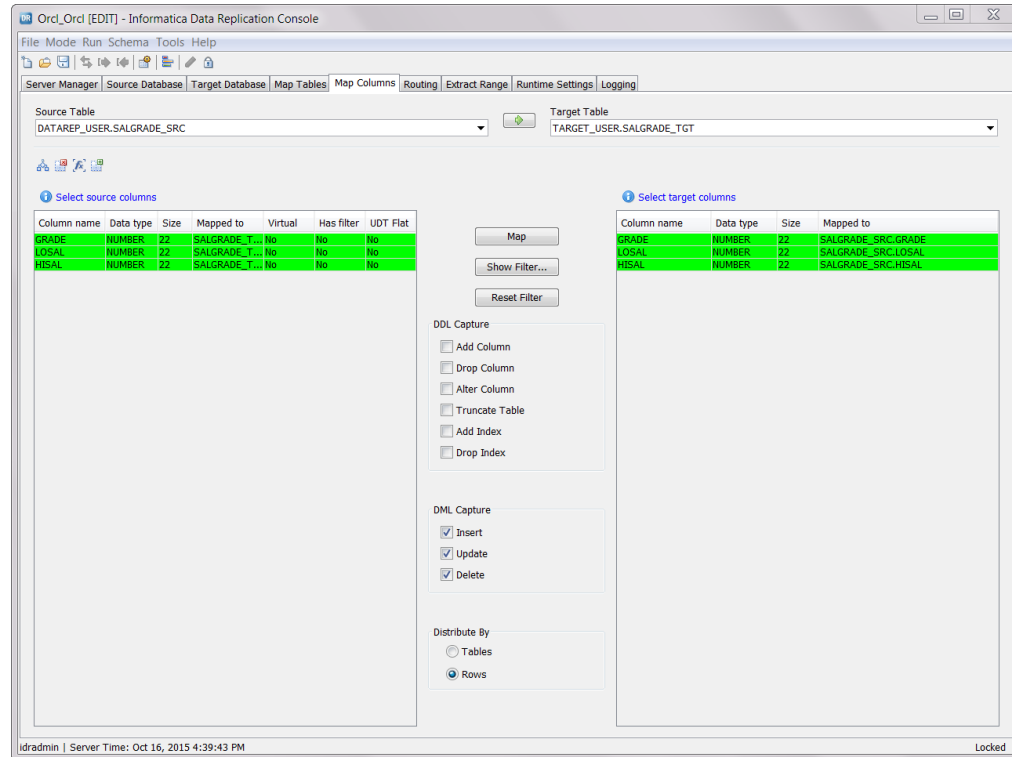 DR Orcl_Orcl [EDIT] - Informatica Data Replication Console
File Mode Run Schema Tools Help
Server Manager Source Database Target Database Map Tables Map Columns Routing Extract Range Runtime Settings Logging
Source Table Target Table
DATAREP_USER.SALGRADE_SRC TARGET_USER.SALGRADE_TGT
Select source columns Select target columns
Column name Data type Size Mapped to Virtual Has filter UDT Flat Column name Data type Size Mapped to
GRADE NUMBER 22 SALGRADE_T... No No No GRADE NUMBER 22 SALGRADE_SRC.GRADE
LOSAL NUMBER 22 SALGRADE_T... No No No LOSAL NUMBER 22 SALGRADE_SRC.LOSAL
HISAL NUMBER 22 SALGRADE_T... No No No HISAL NUMBER 22 SALGRADE_SRC.HISAL
Map
Show Filter...
Reset Filter
DDL Capture
Add Column
Drop Column
Alter Column
Truncate Table
Add Index
Drop Index
DML Capture
Insert
Update
Delete
Distribute By
Tables
Rows
idradmin | Server Time: Oct 16, 2015 4:39:43 PM Locked